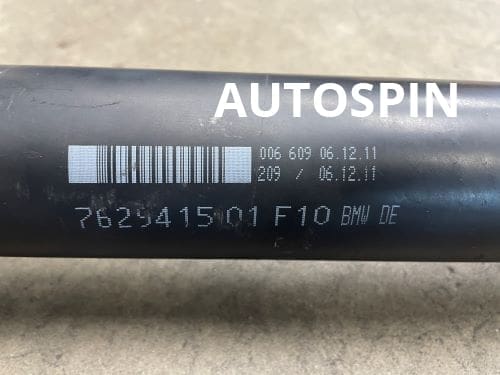 AUTOSPIN
006 609 06.12.11
209 / 06.12.11
7629415 01 F10 BMW DE